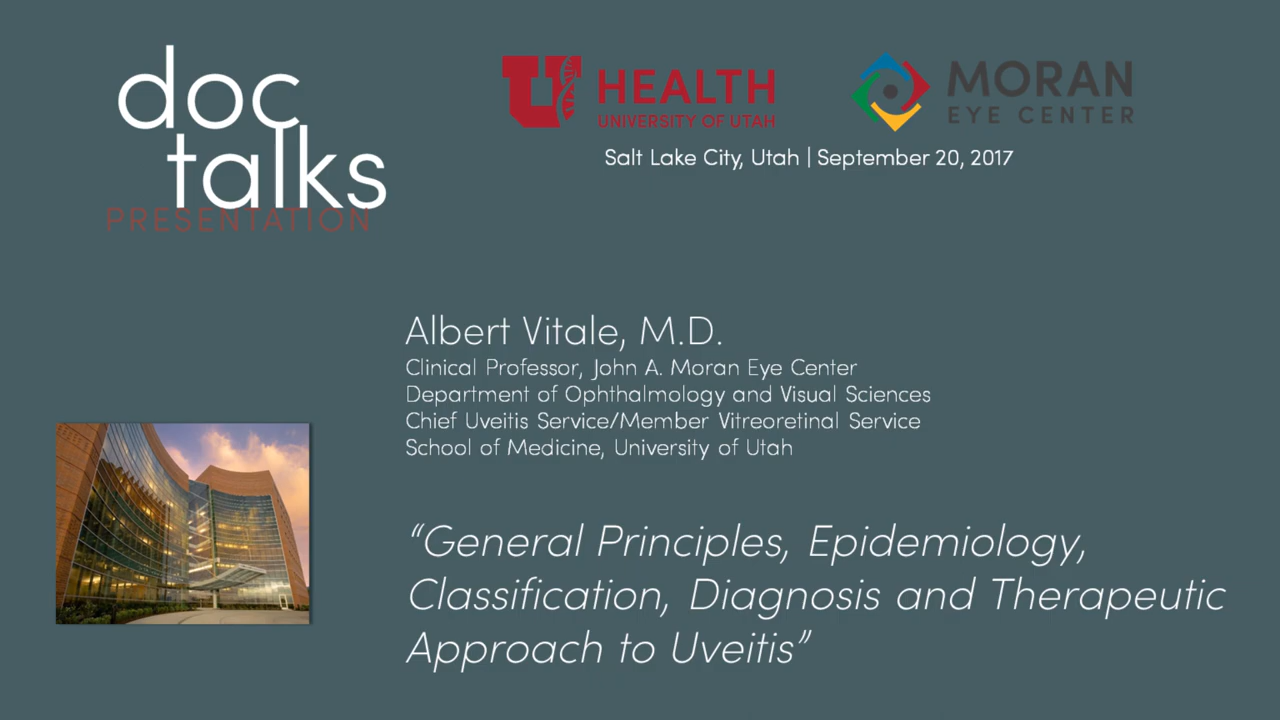 doc
talks
PRESENTATION
U HEALTH
UNIVERSITY OF UTAH
MORAN
EYE CENTER
Salt Lake City, Utah | September 20, 2017
Albert Vitale, M.D.
Clinical Professor, John A. Moran Eye Center
Department of Ophthalmology and Visual Sciences
Chief Uveitis Service/Member Vitreoretinal Service
School of Medicine, University of Utah
“General Principles, Epidemiology,
Classification, Diagnosis and Therapeutic
Approach to Uveitis”